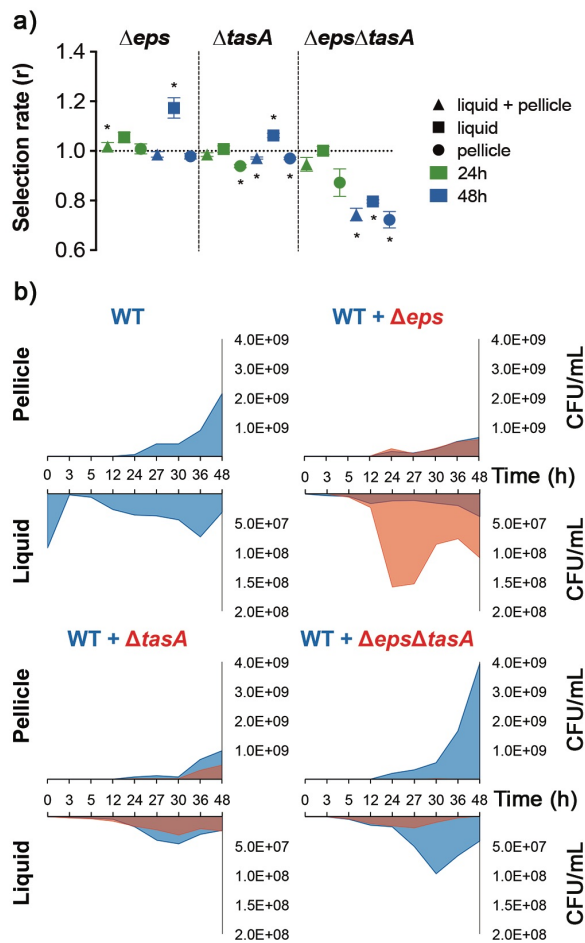 a)
Δeps ΔtasA ΔepsΔtasA
Selection rate (r)
1.4
1.2
1.0
0.8
0.6
* * * * * * * * * *
liquid + pellicle
liquid
pellicle
24h
48h
b)
WT
Pellicle
4.0E+09
3.0E+09
2.0E+09
1.0E+09
0 3 5 12 24 27 30 36 48
Liquid
5.0E+07
1.0E+08
1.5E+08
2.0E+08
WT + Δeps
4.0E+09
3.0E+09
2.0E+09
1.0E+09
CFU/mL
0 3 5 12 24 27 30 36 48
Time (h)
5.0E+07
1.0E+08
1.5E+08
2.0E+08
CFU/mL
WT + ΔtasA
Pellicle
4.0E+09
3.0E+09
2.0E+09
1.0E+09
0 3 5 12 24 27 30 36 48
Liquid
5.0E+07
1.0E+08
1.5E+08
2.0E+08
WT + ΔepsΔtasA
4.0E+09
3.0E+09
2.0E+09
1.0E+09
CFU/mL
0 3 5 12 24 27 30 36 48
Time (h)
5.0E+07
1.0E+08
1.5E+08
2.0E+08
CFU/mL